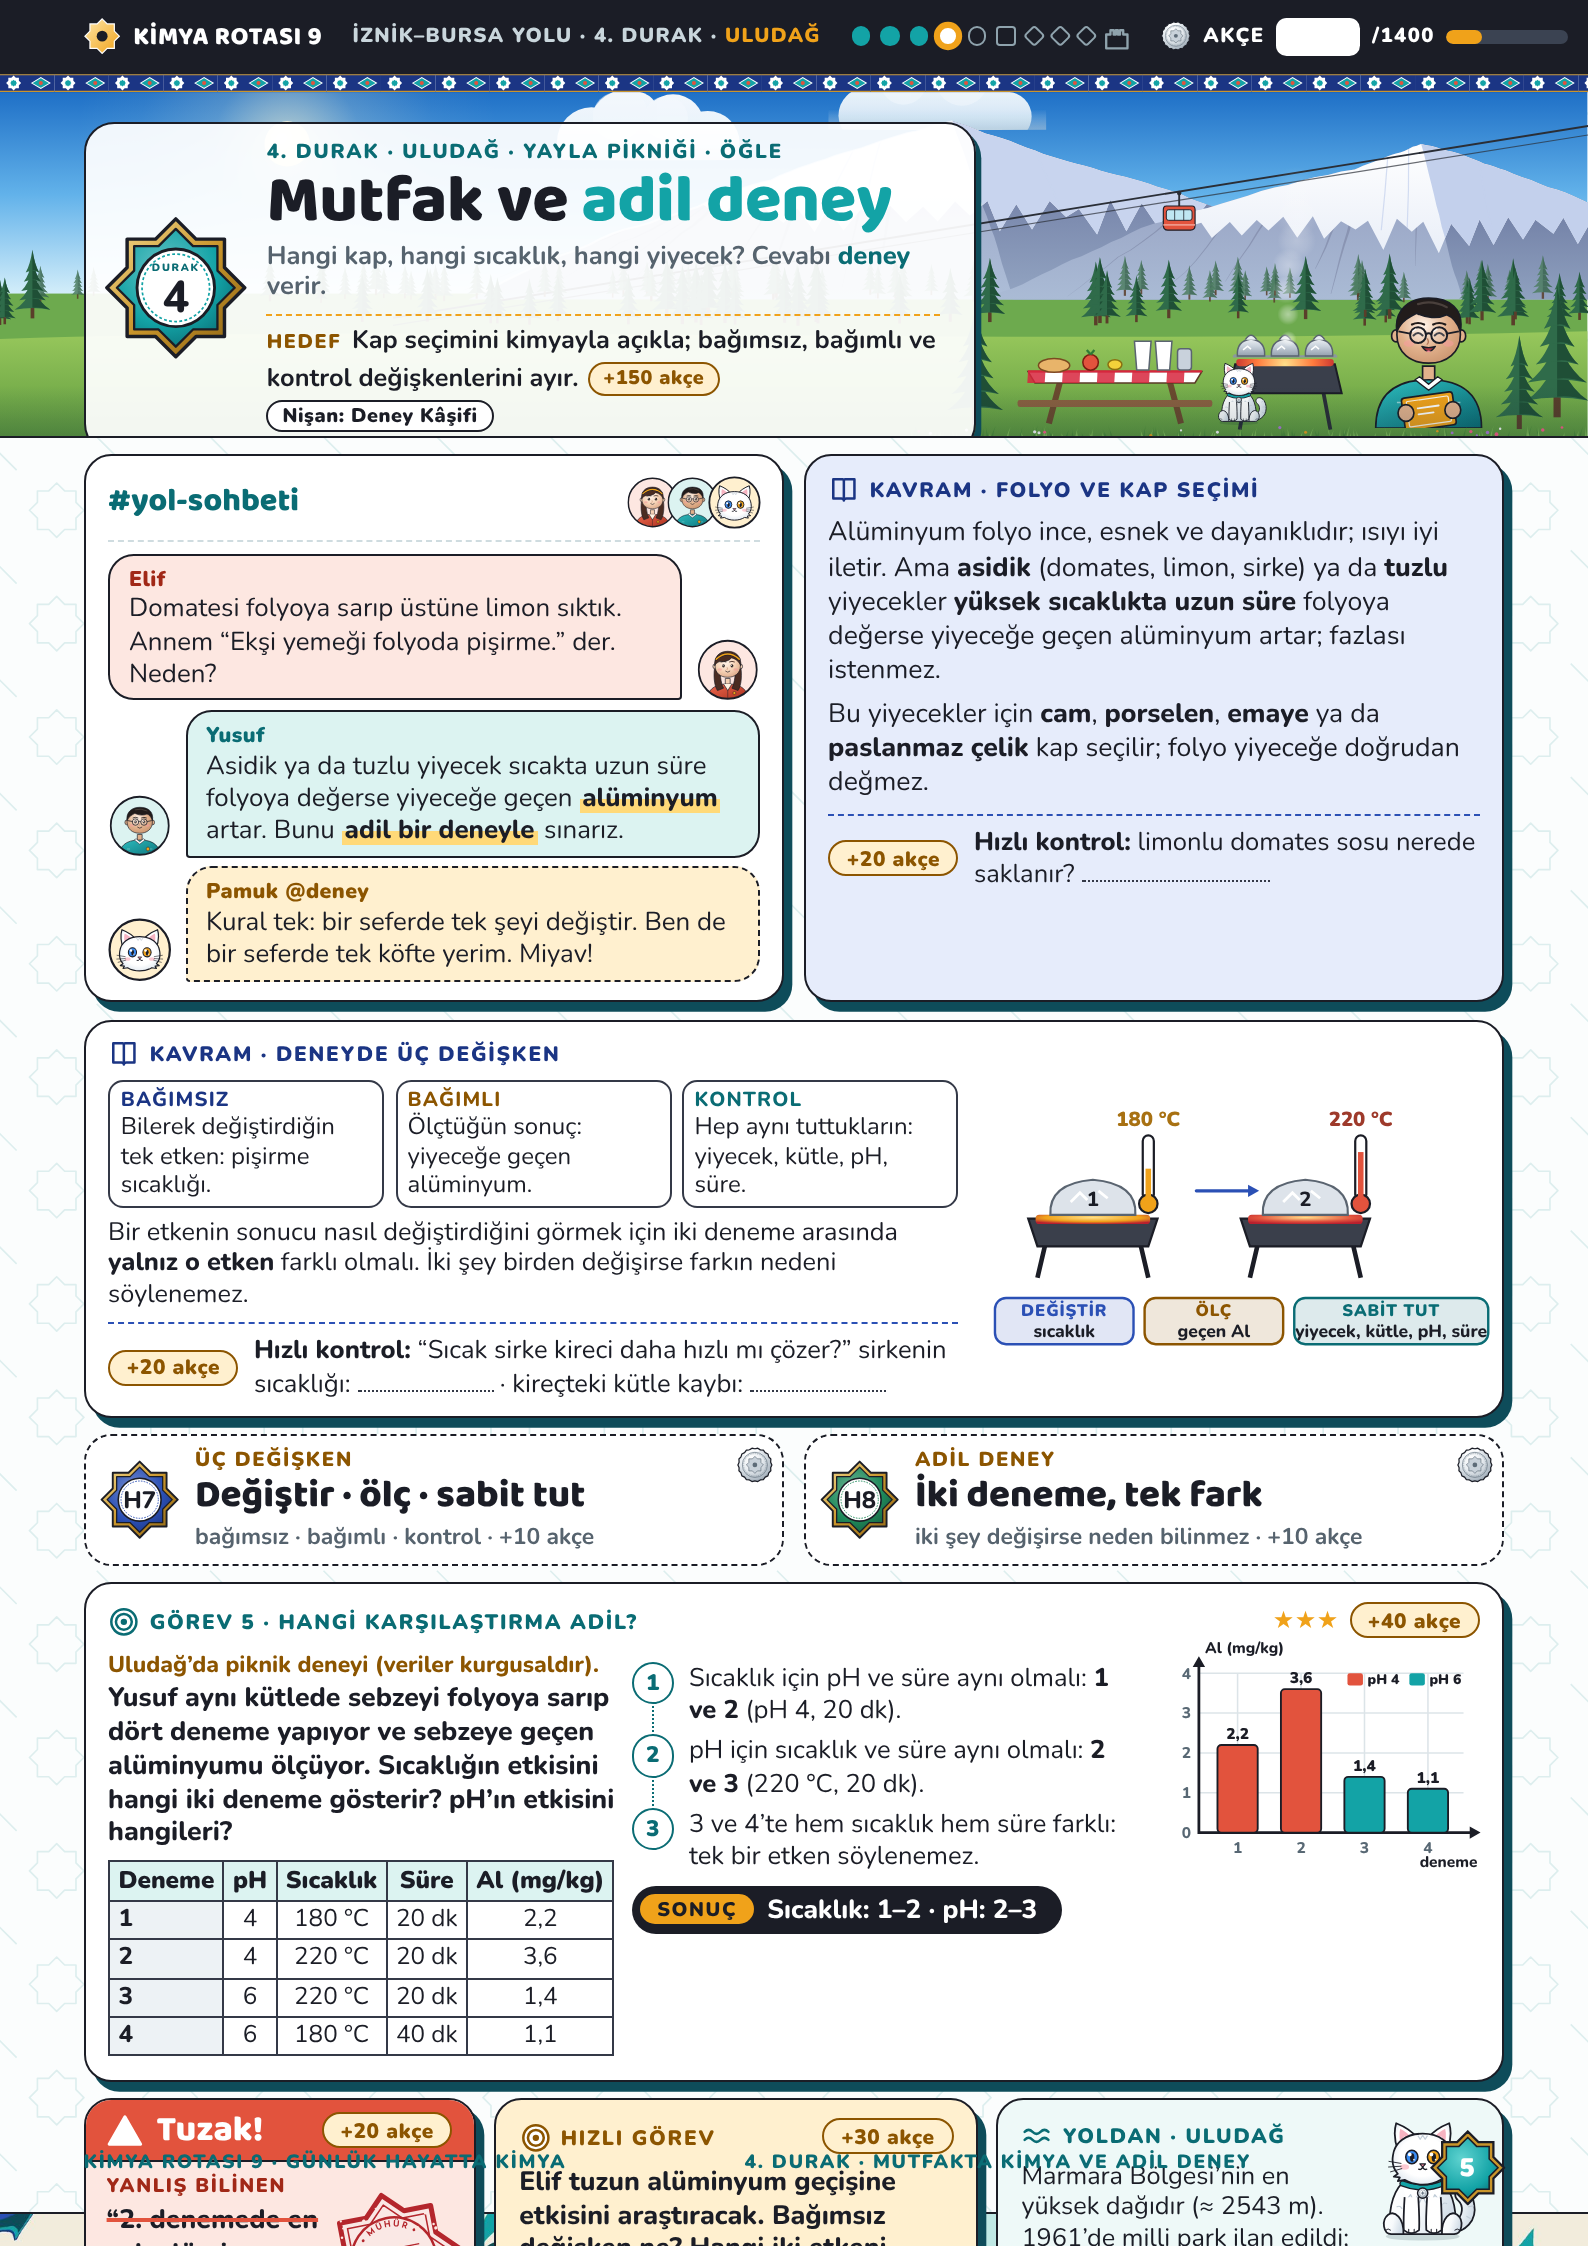 KİMYA ROTASI 9
İZNİK–BURSA YOLU · 4. DURAK · ULUDAĞ
AKÇE /1400
4. DURAK · ULUDAĞ · YAYLA PİKNİĞİ · ÖĞLE
Mutfak ve adil deney
Hangi kap, hangi sıcaklık, hangi yiyecek? Cevabı deney
verir.
DURAK
4
HEDEF Kap seçimini kimyayla açıkla; bağımsız, bağımlı ve
kontrol değişkenlerini ayır. +150 akçe
Nişan: Deney Kâşifi
#yol-sohbeti
Elif
Domatesi folyoya sarıp üstüne limon sıktık.
Annem “Ekşi yemeği folyoda pişirme.” der.
Neden?
Yusuf
Asidik ya da tuzlu yiyecek sıcakta uzun süre
folyoya değerse yiyeceğe geçen alüminyum
artar. Bunu adil bir deneyle sınarız.
Pamuk @deney
Kural tek: bir seferde tek şeyi değiştir. Ben de
bir seferde tek köfte yerim. Miyav!
KAVRAM · FOLYO VE KAP SEÇİMİ
Alüminyum folyo ince, esnek ve dayanıklıdır; ısıyı iyi
iletir. Ama asidik (domates, limon, sirke) ya da tuzlu
yiyecekler yüksek sıcaklıkta uzun süre folyoya
değerse yiyeceğe geçen alüminyum artar; fazlası
istenmez.
Bu yiyecekler için cam, porselen, emaye ya da
paslanmaz çelik kap seçilir; folyo yiyeceğe doğrudan
değmez.
+20 akçe
Hızlı kontrol: limonlu domates sosu nerede
saklanır?
KAVRAM · DENEYDE ÜÇ DEĞİŞKEN
BAĞIMSIZ
Bilerek değiştirdiğin
tek etken: pişirme
sıcaklığı.
BAĞIMLI
Ölçtüğün sonuç:
yiyeceğe geçen
alüminyum.
KONTROL
Hep aynı tuttukların:
yiyecek, kütle, pH,
süre.
Bir etkenin sonucu nasıl değiştirdiğini görmek için iki deneme arasında
yalnız o etken farklı olmalı. İki şey birden değişirse farkın nedeni
söylenemez.
+20 akçe
Hızlı kontrol: “Sıcak sirke kireci daha hızlı mı çözer?” sirkenin
sıcaklığı: · kireçteki kütle kaybı:
180 °C
220 °C
1
2
DEĞİŞTİR
sıcaklık
ÖLÇ
geçen Al
SABİT TUT
yiyecek, kütle, pH, süre
H7
ÜÇ DEĞİŞKEN
Değiştir · ölç · sabit tut
bağımsız · bağımlı · kontrol · +10 akçe
H8
ADİL DENEY
İki deneme, tek fark
iki şey değişirse neden bilinmez · +10 akçe
GÖREV 5 · HANGİ KARŞILAŞTIRMA ADİL?
★★★ +40 akçe
Uludağ’da piknik deneyi (veriler kurgusaldır).
Yusuf aynı kütlede sebzeyi folyoya sarıp
dört deneme yapıyor ve sebzeye geçen
alüminyumu ölçüyor. Sıcaklığın etkisini
hangi iki deneme gösterir? pH’ın etkisini
hangileri?
Deneme pH Sıcaklık Süre Al (mg/kg)
1 4 180 °C 20 dk 2,2
2 4 220 °C 20 dk 3,6
3 6 220 °C 20 dk 1,4
4 6 180 °C 40 dk 1,1
1 Sıcaklık için pH ve süre aynı olmalı: 1
ve 2 (pH 4, 20 dk).
2 pH için sıcaklık ve süre aynı olmalı: 2
ve 3 (220 °C, 20 dk).
3 3 ve 4’te hem sıcaklık hem süre farklı:
tek bir etken söylenemez.
SONUÇ Sıcaklık: 1–2 · pH: 2–3
Al (mg/kg)
pH 4 pH 6
4
3
2
1
0
2,2
3,6
1,4
1,1
1 2 3 4
deneme
Tuzak! +20 akçe
YANLIŞ BİLİNEN
“2. denemede en
MÜHÜR
HIZLI GÖREV +30 akçe
Elif tuzun alüminyum geçişine
etkisini araştıracak. Bağımsız
değişken ne? Hangi iki etkeni
YOLDAN · ULUDAĞ
Marmara Bölgesi’nin en
yüksek dağıdır (≈ 2543 m).
1961’de milli park ilan edildi;
KİMYA ROTASI 9 · GÜNLÜK HAYATTA KİMYA
4. DURAK · MUTFAKTA KİMYA VE ADİL DENEY
5